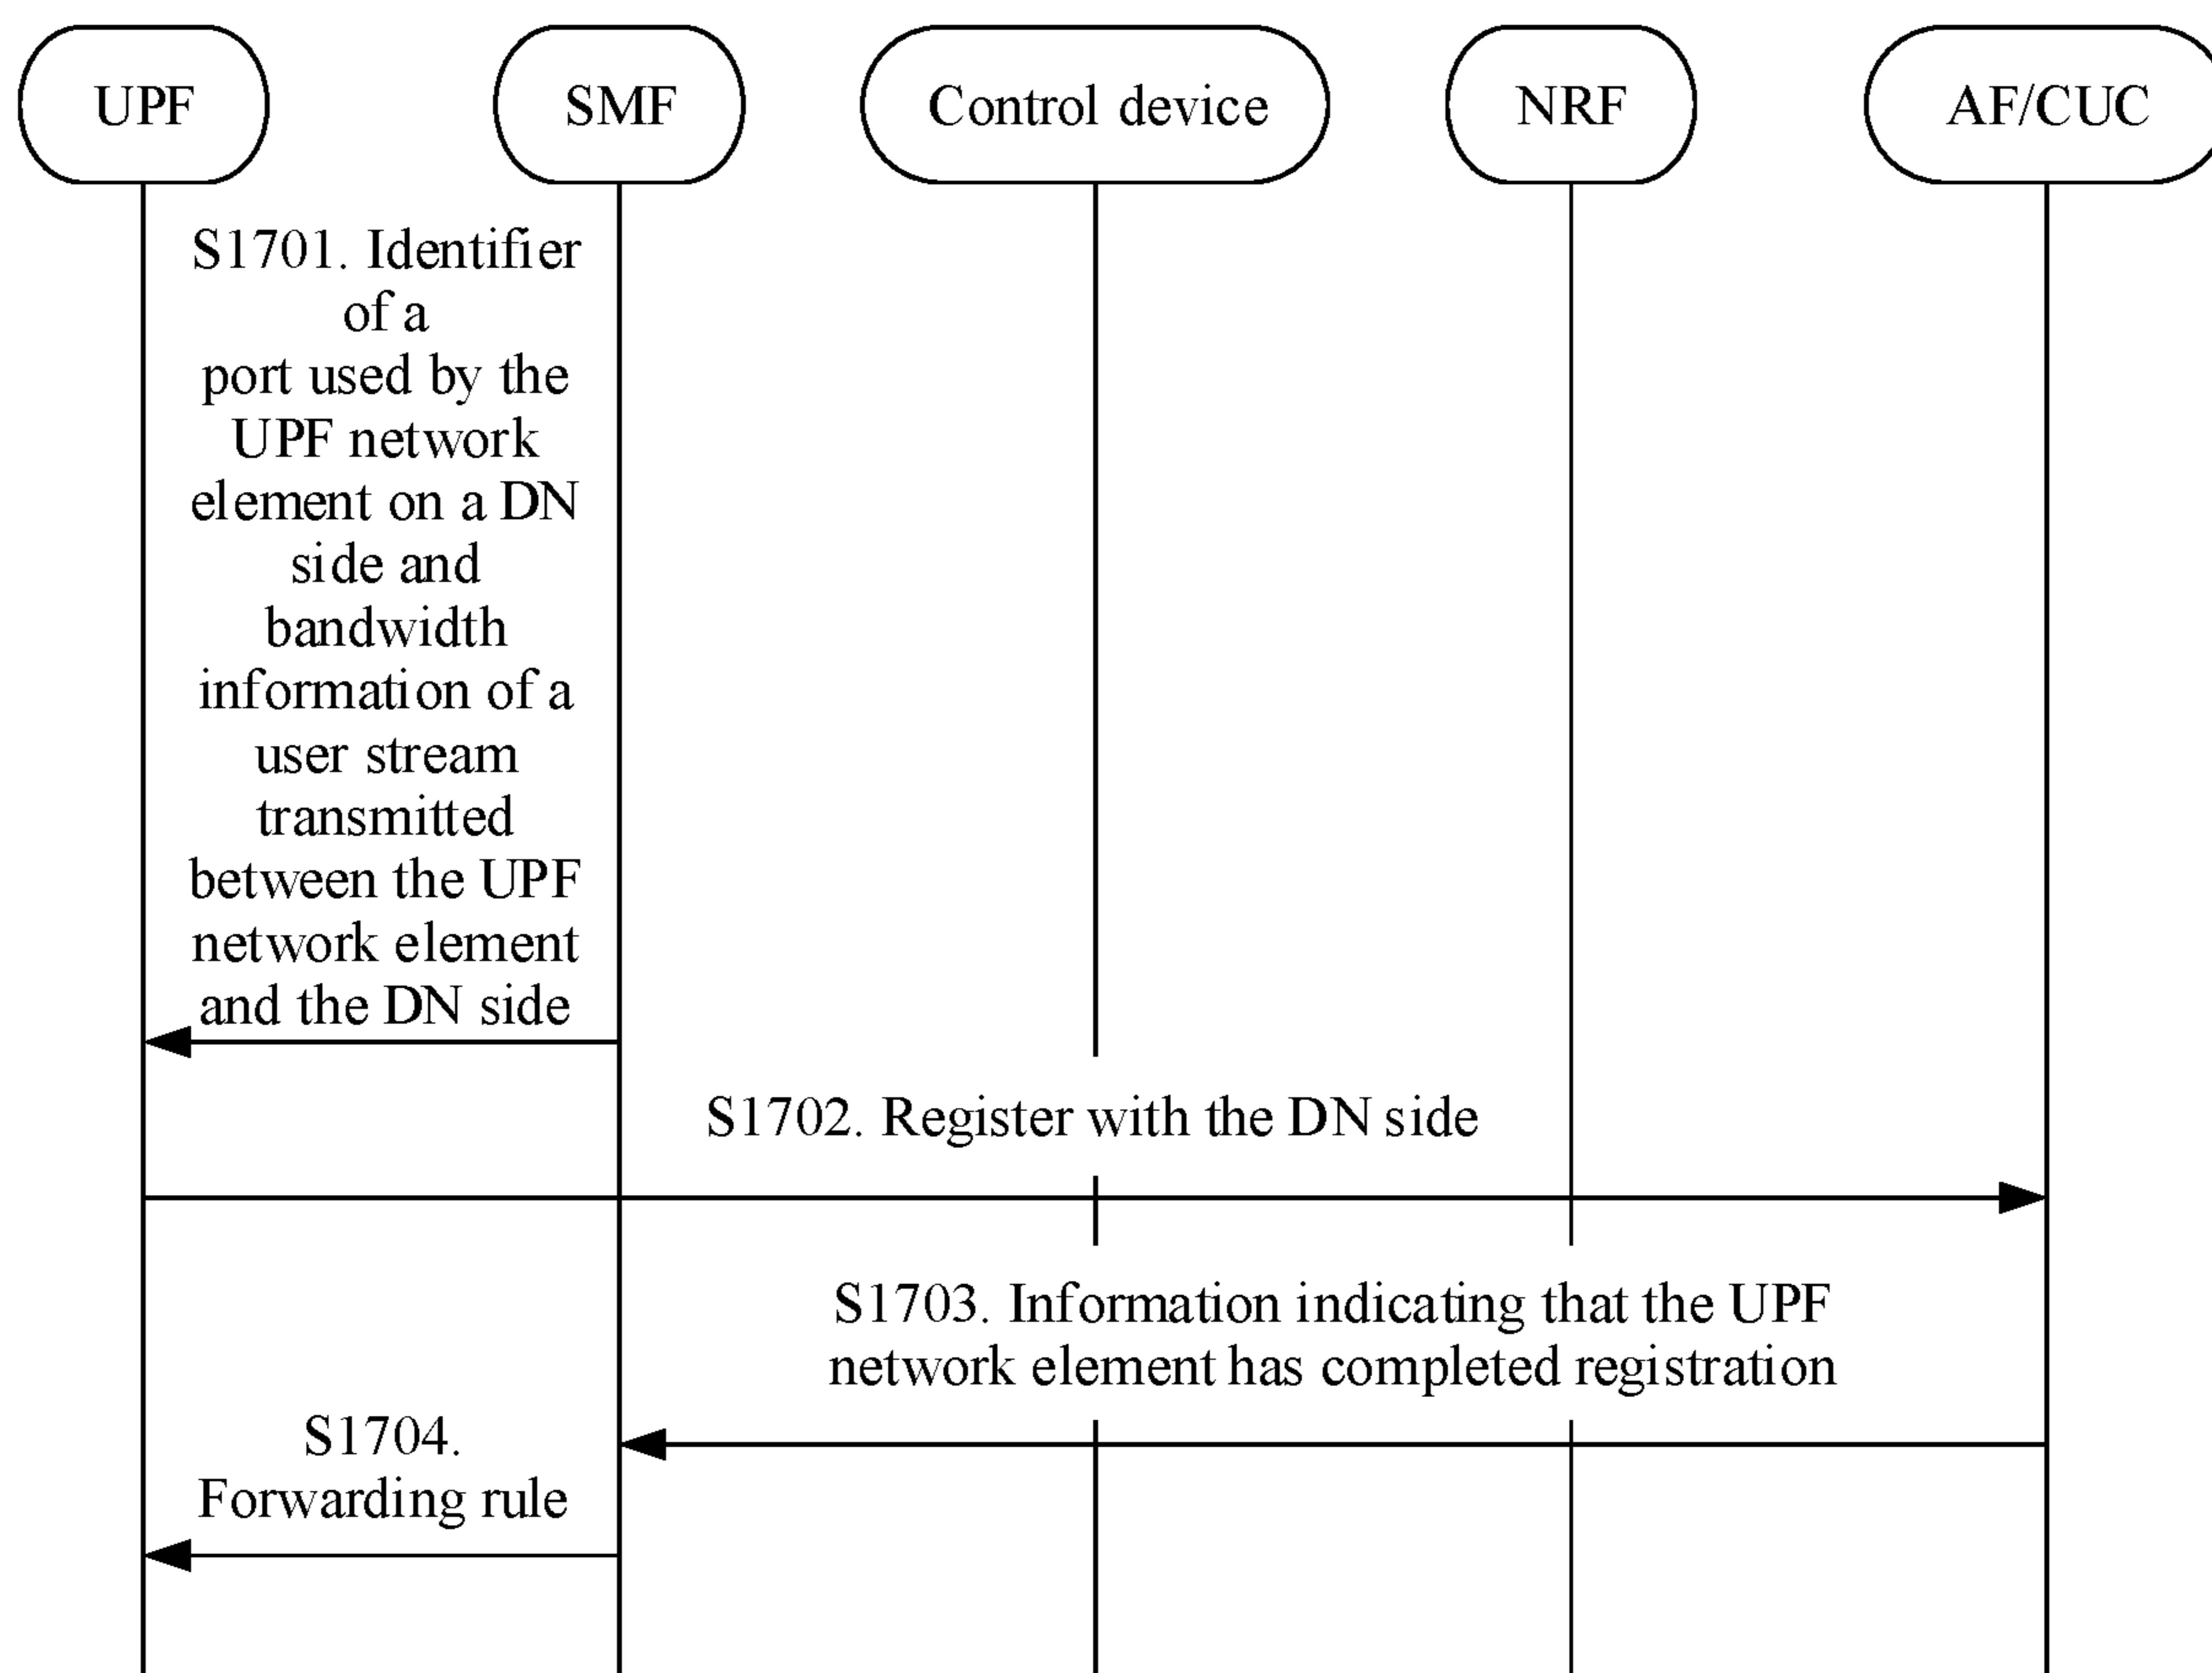 UPF
SMF
Control device
NRF
AF/CUC
S1701. Identifier
of a
port used by the
UPF network
element on a DN
side and
bandwidth
information of a
user stream
transmitted
between the UPF
network element
and the DN side
S1702. Register with the DN side
S1703. Information indicating that the UPF
network element has completed registration
S1704.
Forwarding rule